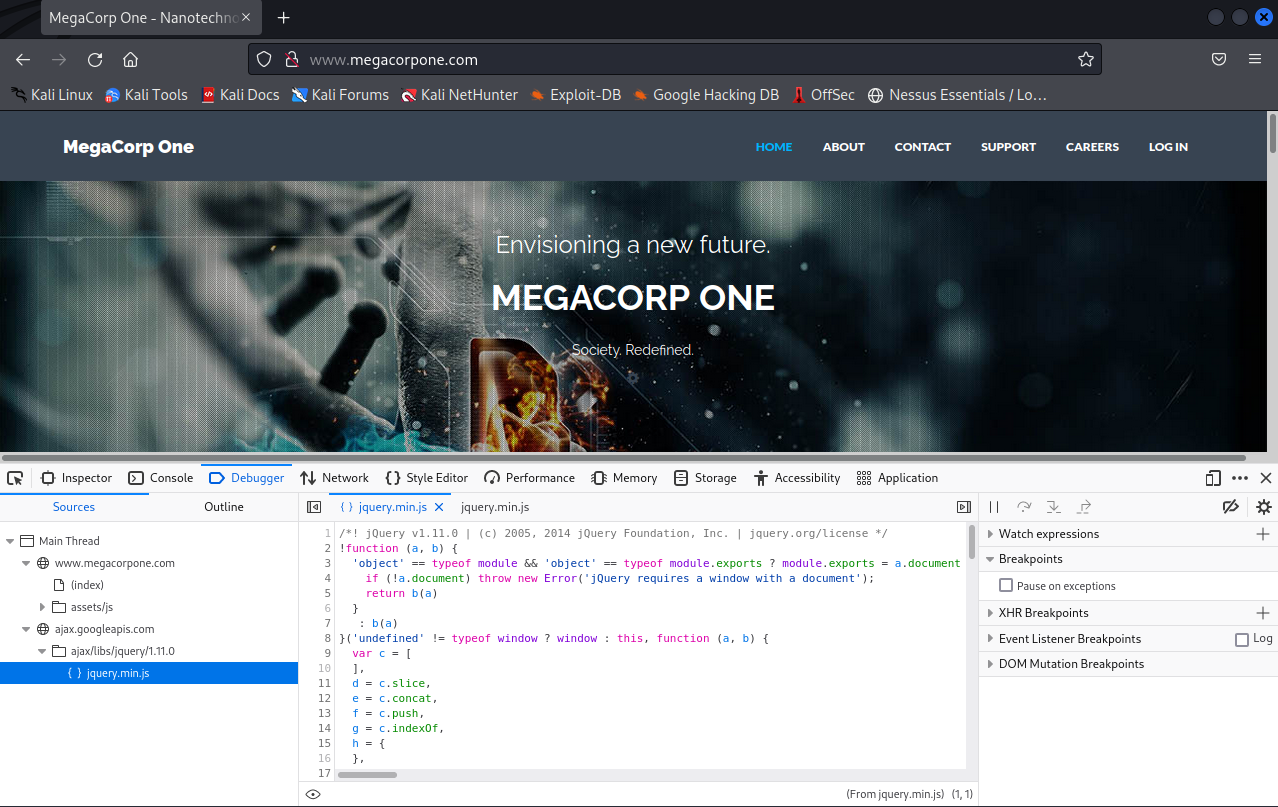 MegaCorp One - Nanotechno
www.megacorpone.com
Kali Linux Kali Tools Kali Docs Kali Forums Kali NetHunter Exploit-DB Google Hacking DB OffSec Nessus Essentials / Lo…
MegaCorp One HOME ABOUT CONTACT SUPPORT CAREERS LOG IN
Envisioning a new future.
MEGACORP ONE
Society. Redefined.
Inspector Console Debugger Network {} Style Editor Performance Memory Storage Accessibility Application
Sources Outline
{ } jquery.min.js jquery.min.js
Main Thread
www.megacorpone.com
(index)
assets/js
ajax.googleapis.com
ajax/libs/jquery/1.11.0
{ } jquery.min.js
1 /*! jQuery v1.11.0 | (c) 2005, 2014 jQuery Foundation, Inc. | jquery.org/license */
2 !function (a, b) {
3 'object' == typeof module && 'object' == typeof module.exports ? module.exports = a.document
4 if (!a.document) throw new Error('jQuery requires a window with a document');
5 return b(a)
6 }
7 : b(a)
8 }('undefined' != typeof window ? window : this, function (a, b) {
9 var c = [
10 ],
11 d = c.slice,
12 e = c.concat,
13 f = c.push,
14 g = c.indexOf,
15 h = {
16 },
17
(From jquery.min.js) (1, 1)
Watch expressions
Breakpoints
Pause on exceptions
XHR Breakpoints
Event Listener Breakpoints Log
DOM Mutation Breakpoints